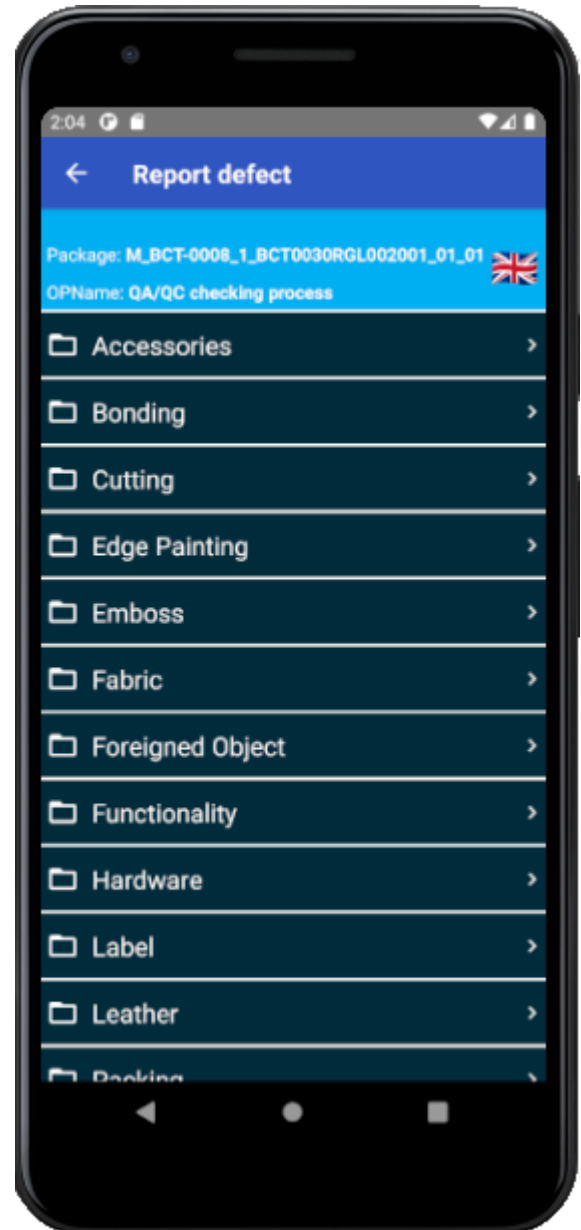 2:04
Report defect
Package: M_BCT-0008_1_BCT0030RGL002001_01_01
OPName: QA/QC checking process
Accessories
Bonding
Cutting
Edge Painting
Emboss
Fabric
Foreigned Object
Functionality
Hardware
Label
Leather